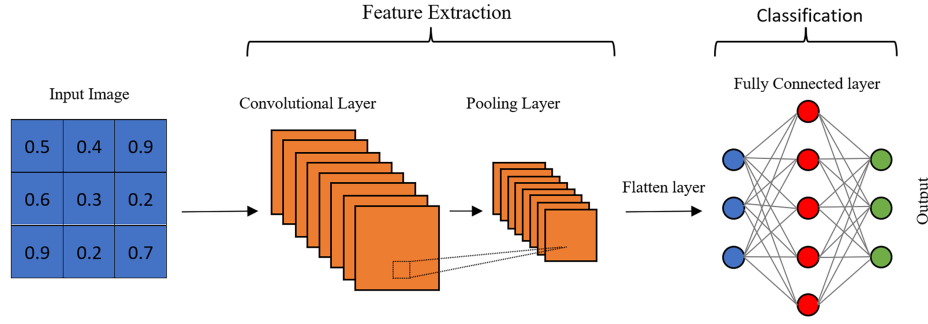 Feature Extraction
Classification
Input Image
Convolutional Layer
Pooling Layer
Fully Connected layer
0.5 0.4 0.9
0.6 0.3 0.2
0.9 0.2 0.7
Flatten layer
Output